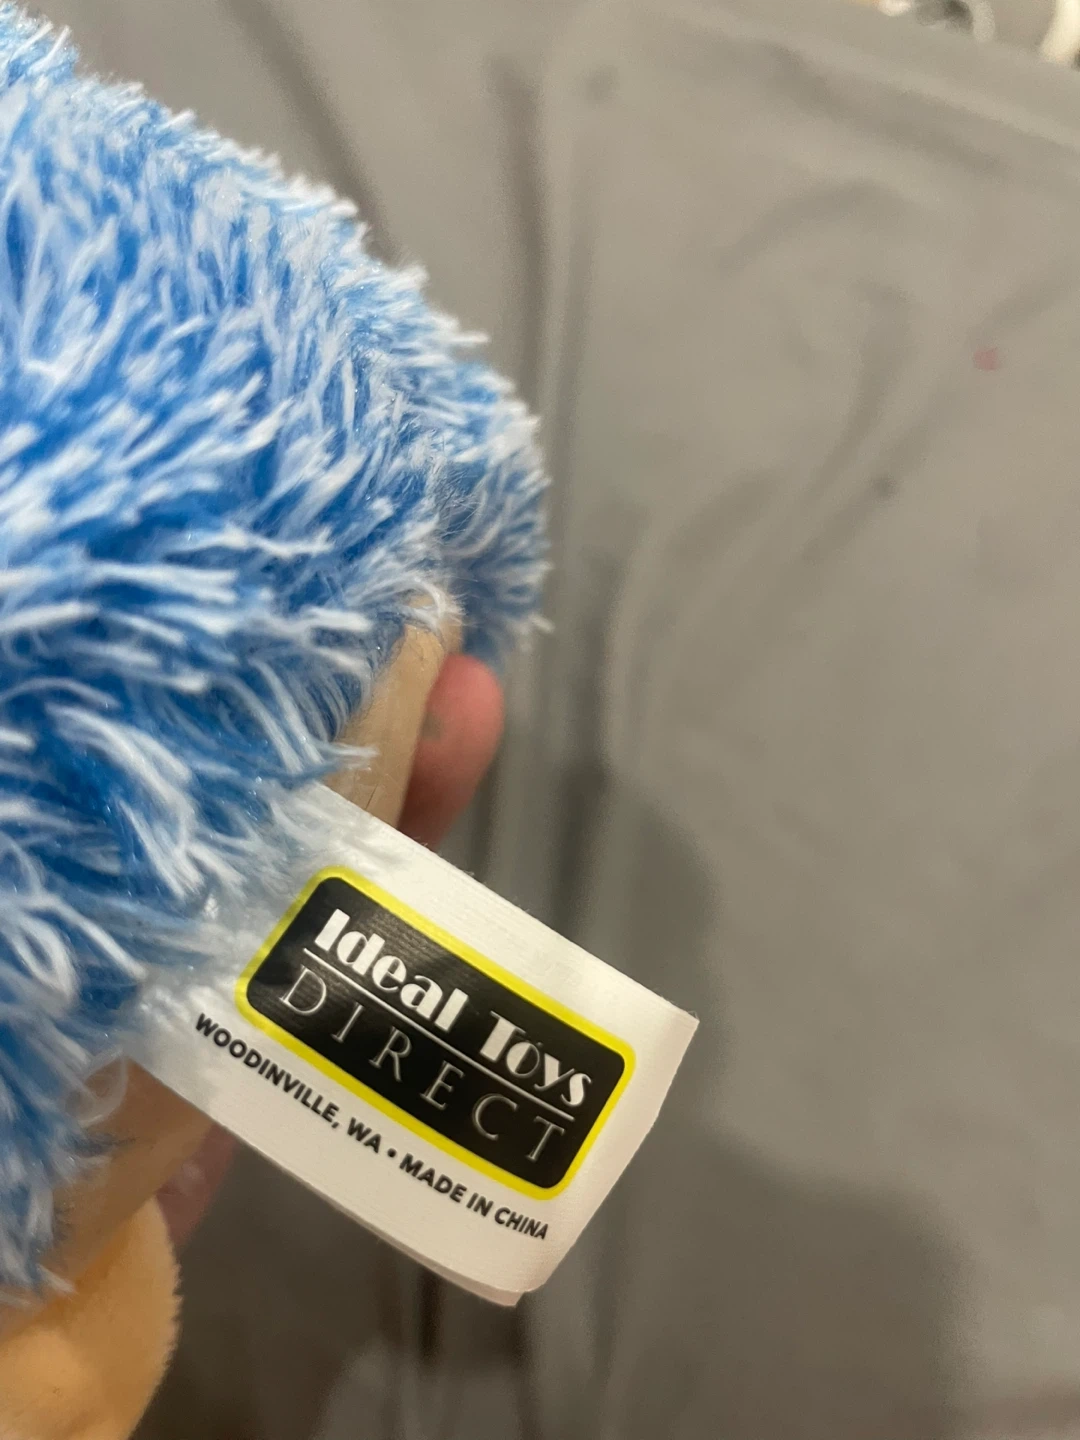 Ideal Toys
DIRECT
WOODINVILLE, WA • MADE IN CHINA